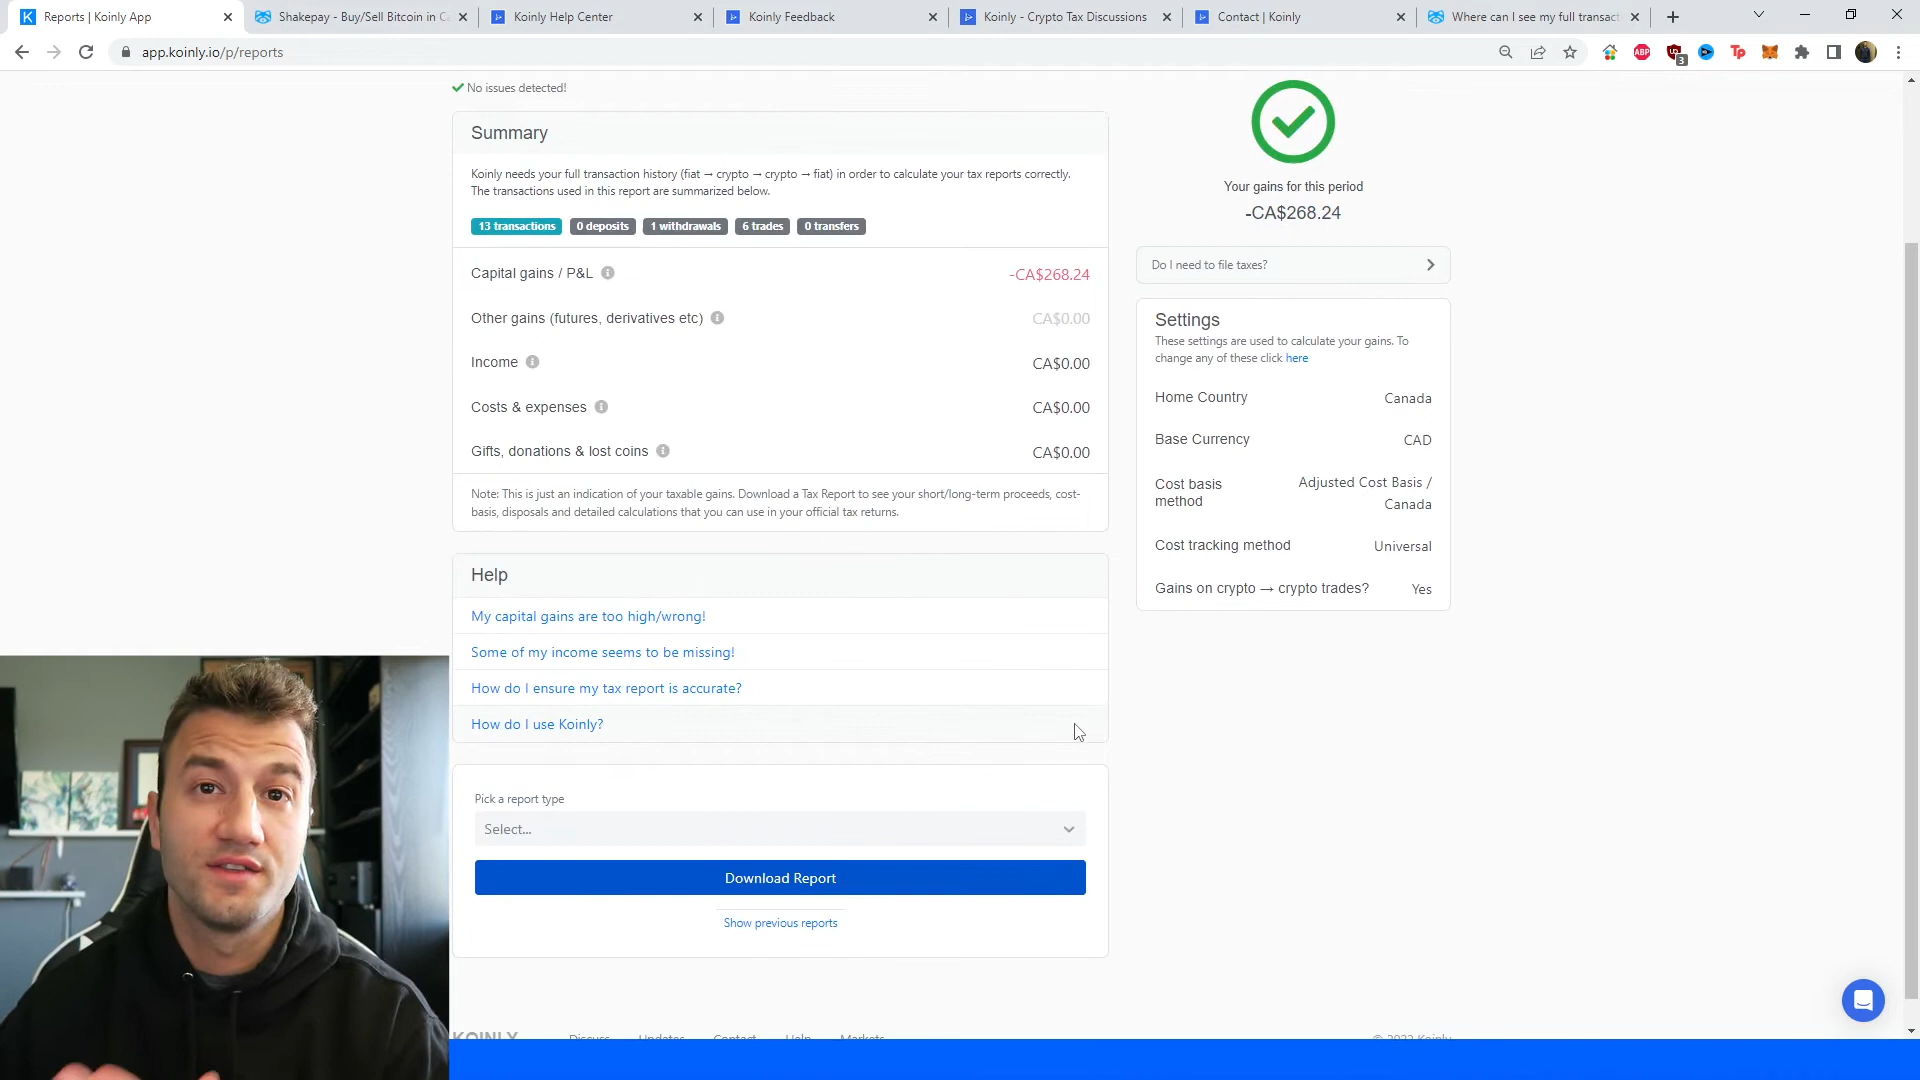 Reports | Koinly App
Shakepay - Buy/Sell Bitcoin in C
Koinly Help Center
Koinly Feedback
Koinly - Crypto Tax Discussions
Contact | Koinly
Where can I see my full transact
app.koinly.io/p/reports
ABP
3
Tp
No issues detected!
Summary
Koinly needs your full transaction history (fiat → crypto → crypto → fiat) in order to calculate your tax reports correctly.
The transactions used in this report are summarized below.
13 transactions
0 deposits
1 withdrawals
6 trades
0 transfers
Capital gains / P&L
-CA$268.24
Other gains (futures, derivatives etc)
CA$0.00
Income
CA$0.00
Costs & expenses
CA$0.00
Gifts, donations & lost coins
CA$0.00
Note: This is just an indication of your taxable gains. Download a Tax Report to see your short/long-term proceeds, cost-
basis, disposals and detailed calculations that you can use in your official tax returns.
Help
My capital gains are too high/wrong!
Some of my income seems to be missing!
How do I ensure my tax report is accurate?
How do I use Koinly?
Pick a report type
Select...
Download Report
Show previous reports
Your gains for this period
-CA$268.24
Do I need to file taxes?
Settings
These settings are used to calculate your gains. To
change any of these click here
Home Country
Canada
Base Currency
CAD
Cost basis
method
Adjusted Cost Basis /
Canada
Cost tracking method
Universal
Gains on crypto → crypto trades?
Yes
KOINLY
Discuss
Updates
Contact
Help
Markets
© 2022 Koinly